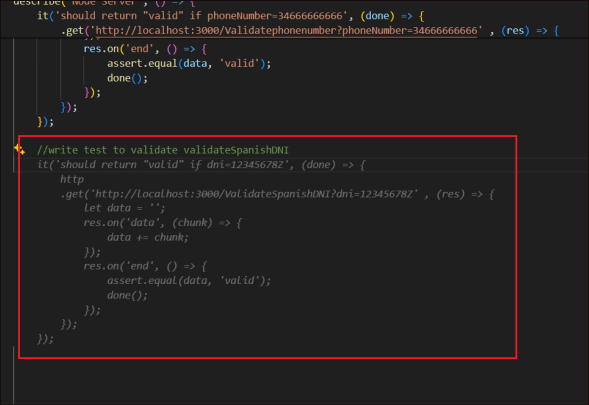 describe('Node Server', () => {
it('should return "valid" if phoneNumber=34666666666', (done) => {
.get('http://localhost:3000/Validatephonenumber?phoneNumber=34666666666' , (res) => {
});
res.on('end', () => {
assert.equal(data, 'valid');
done();
});
});
});
//write test to validate validateSpanishDNI
it('should return "valid" if dni=12345678Z', (done) => {
http
.get('http://localhost:3000/ValidateSpanishDNI?dni=12345678Z' , (res) => {
let data = '';
res.on('data', (chunk) => {
data += chunk;
});
res.on('end', () => {
assert.equal(data, 'valid');
done();
});
});
});